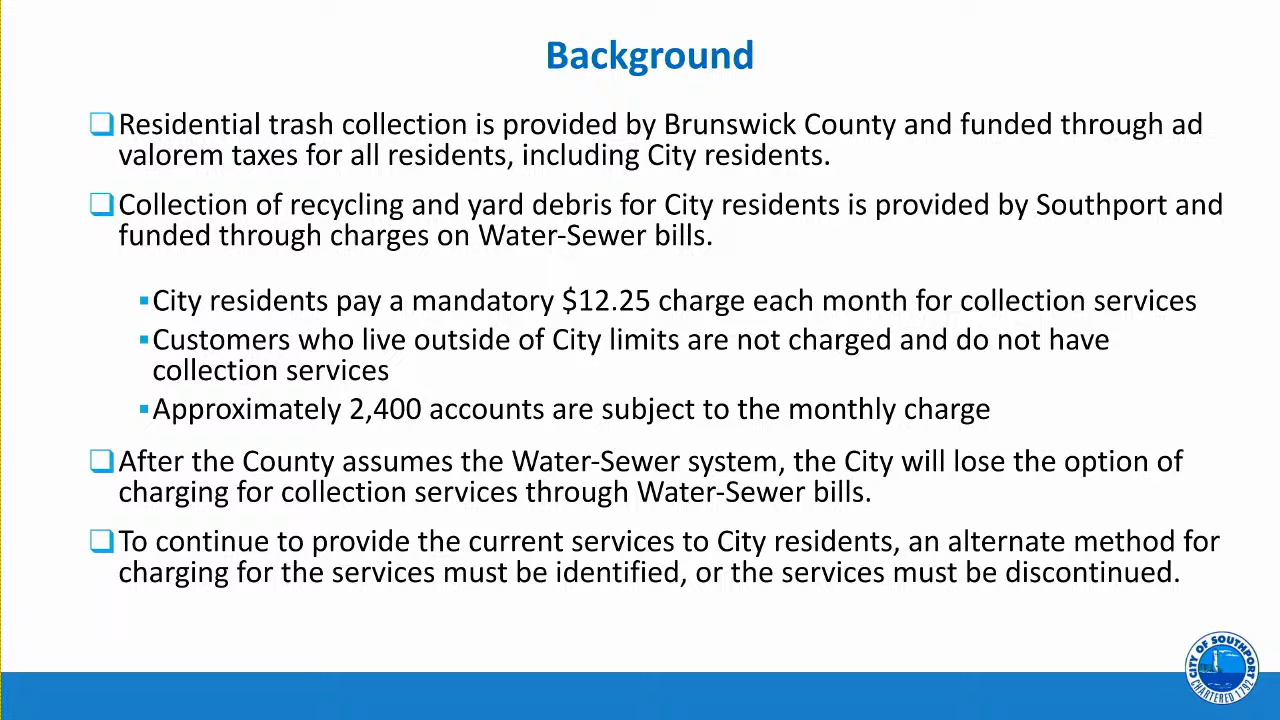 Background
Residential trash collection is provided by Brunswick County and funded through ad
valorem taxes for all residents, including City residents.
Collection of recycling and yard debris for City residents is provided by Southport and
funded through charges on Water-Sewer bills.
City residents pay a mandatory $12.25 charge each month for collection services
Customers who live outside of City limits are not charged and do not have
collection services
Approximately 2,400 accounts are subject to the monthly charge
After the County assumes the Water-Sewer system, the City will lose the option of
charging for collection services through Water-Sewer bills.
To continue to provide the current services to City residents, an alternate method for
charging for the services must be identified, or the services must be discontinued.
CITY OF SOUTHPORT
CHARTERED 1792